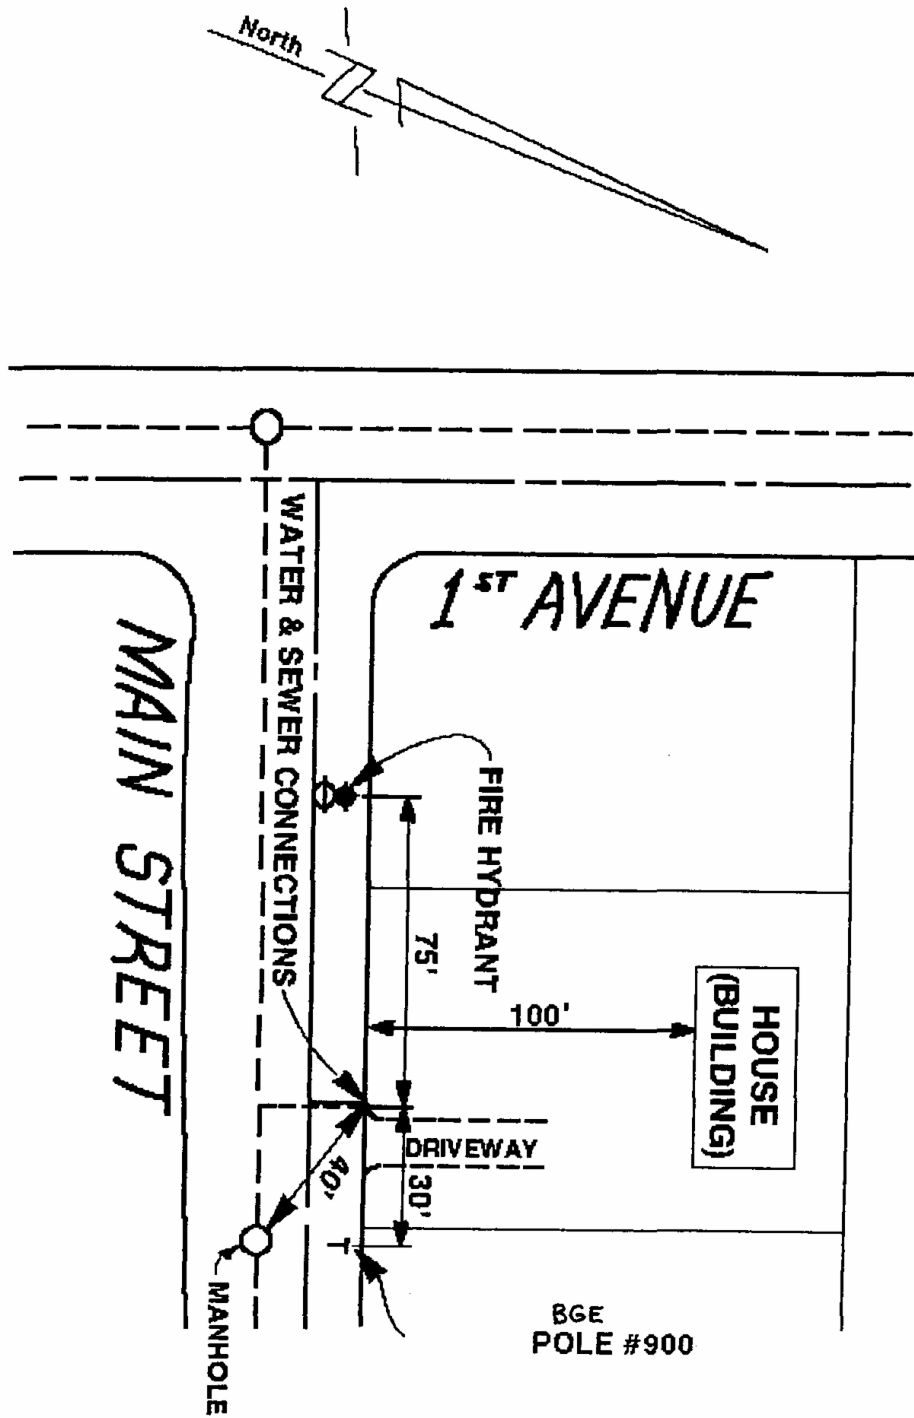 North
1ST AVENUE
WATER & SEWER CONNECTIONS
MAIN STREET
FIRE HYDRANT
75'
100'
HOUSE
(BUILDING)
DRIVEWAY
40'
30'
MANHOLE
BGE
POLE #900